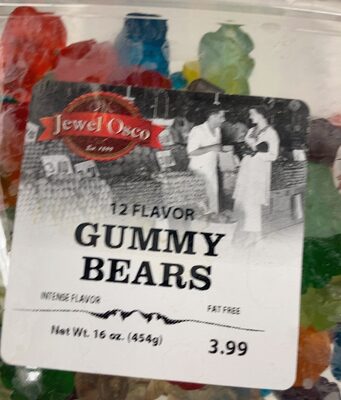 Jewel Osco
Est. 1899
12 FLAVOR
GUMMY
BEARS
INTENSE FLAVOR
FAT FREE
Net Wt. 16 oz. (454g)
3.99